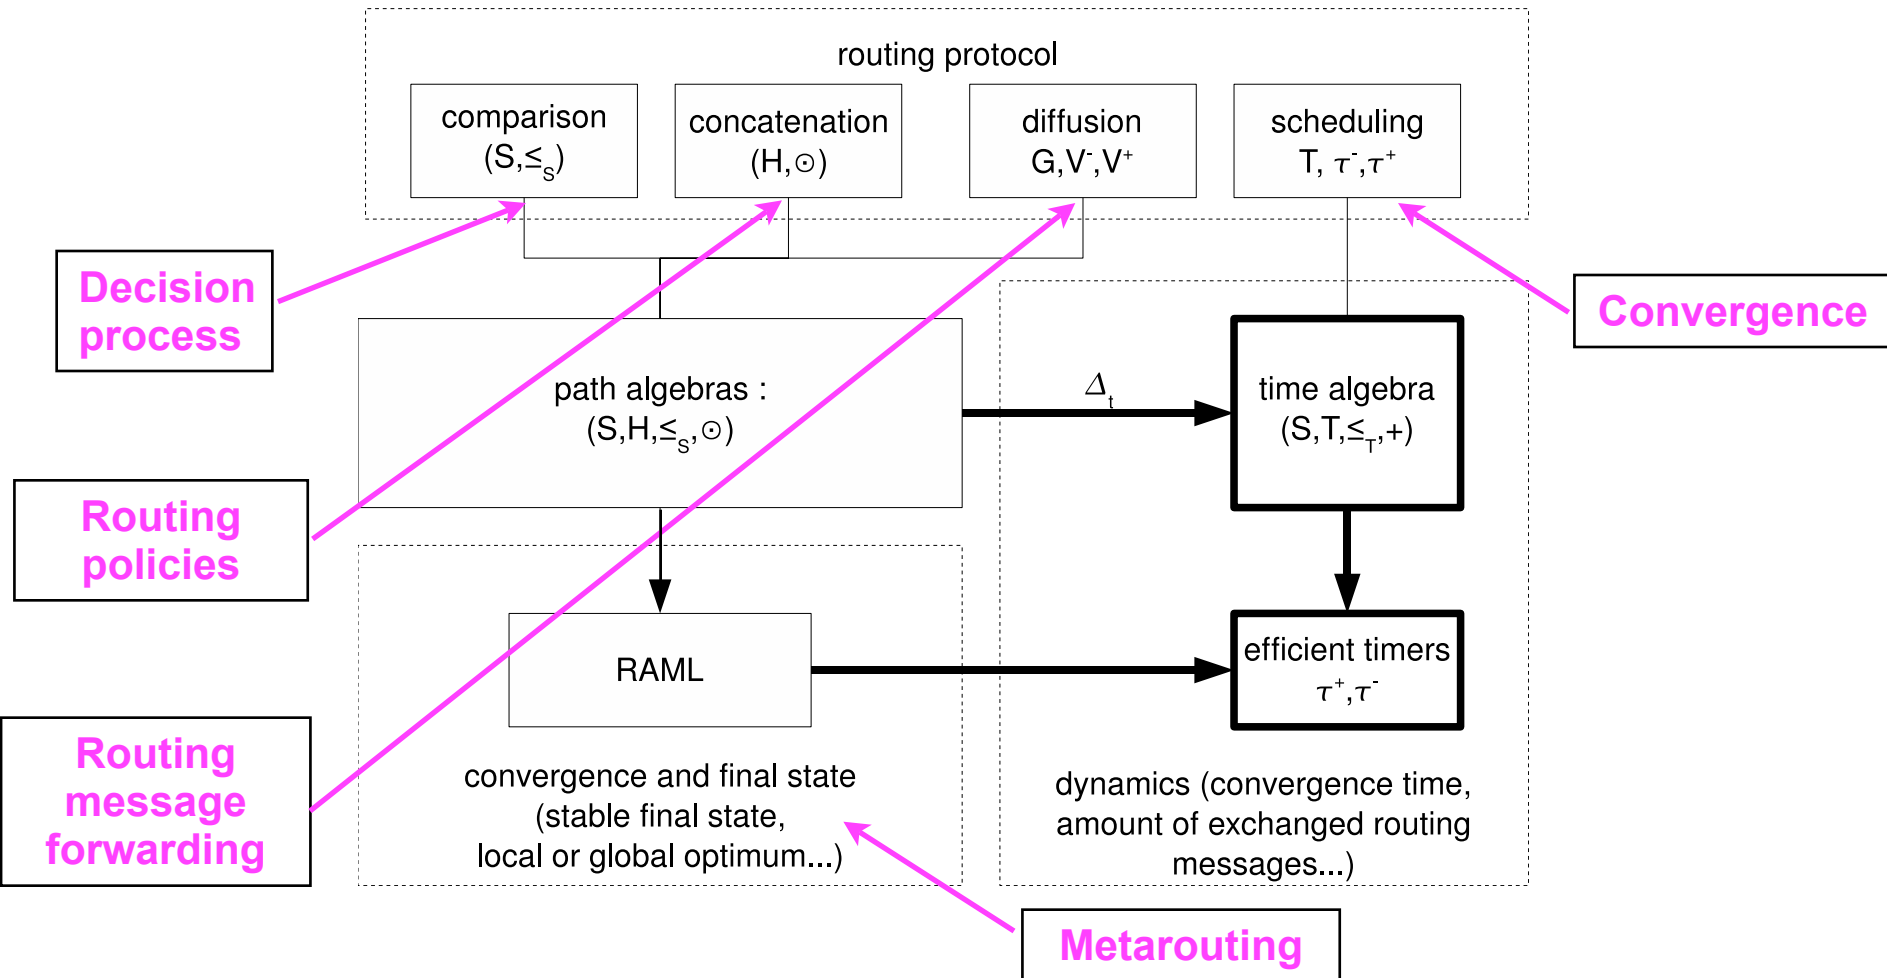 routing protocol
comparison
(S,≤S)
concatenation
(H,⊙)
diffusion
G,V-,V+
scheduling
T, τ-,τ+
Decision
process
Convergence
path algebras :
(S,H,≤S,⊙)
Δt
time algebra
(S,T,≤T,+)
Routing
policies
RAML
efficient timers
τ+,τ-
Routing
message
forwarding
convergence and final state
(stable final state,
local or global optimum...)
dynamics (convergence time,
amount of exchanged routing
messages...)
Metarouting